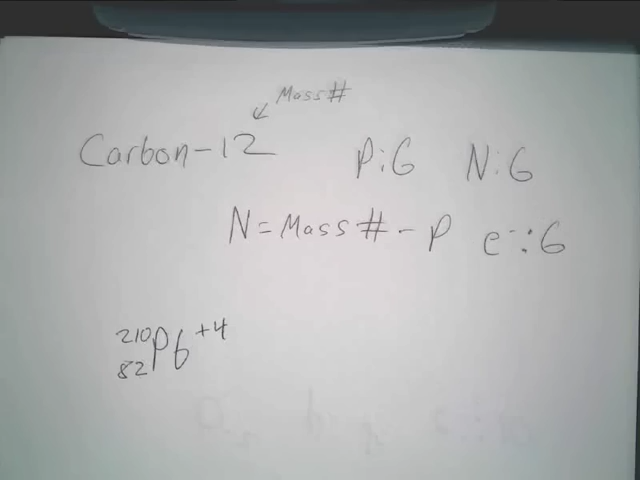 Mass#
Carbon-12 P:6 N:6
N=Mass#-P e⁻:6
²¹⁰₈₂Pb⁺⁴